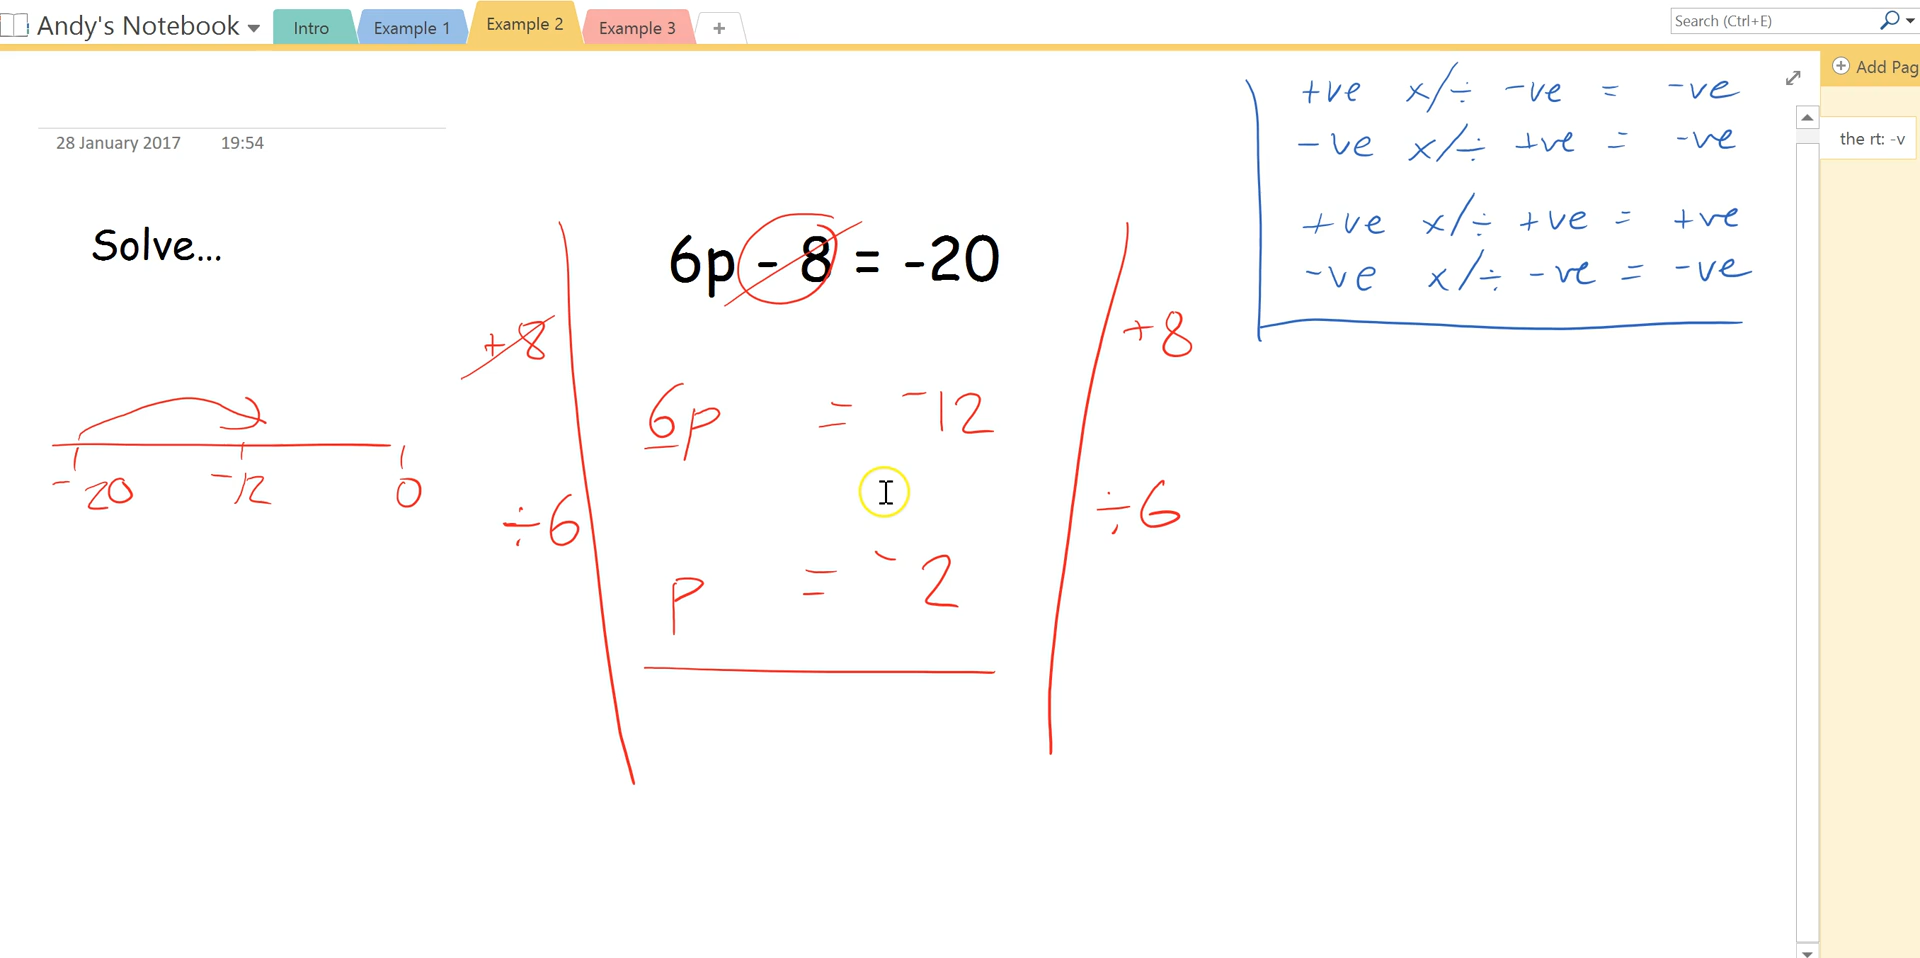 Andy's Notebook Intro Example 1 Example 2 Example 3 +
Search (Ctrl+E)
Add Pag
the rt: -v
28 January 2017 19:54
+ve x/÷ -ve = -ve
-ve x/÷ +ve = -ve
+ve x/÷ +ve = +ve
-ve x/÷ -ve = -ve
Solve...
6p - 8 = -20
+8 +8
6p = -12
-20 -12 0
÷6 ÷6
p = -2